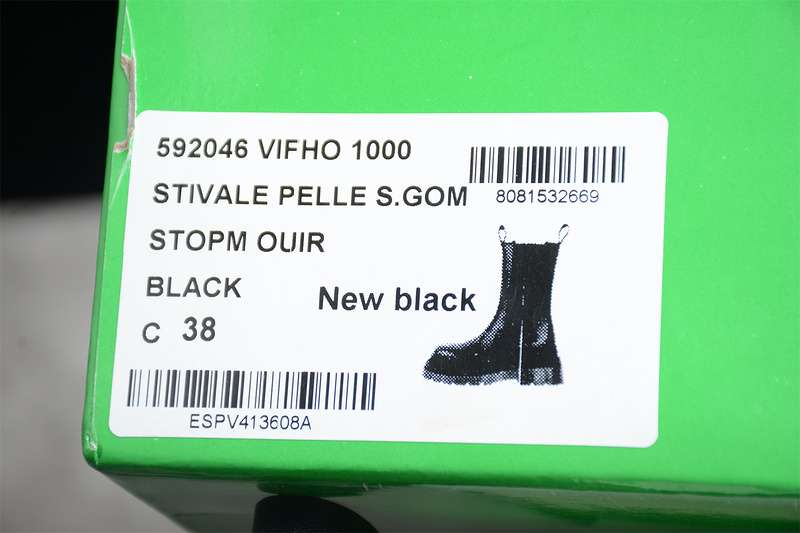 592046 VIFHO 1000
8081532669
STIVALE PELLE S.GOM
STOPM OUIR
BLACK
New black
C 38
ESPV413608A